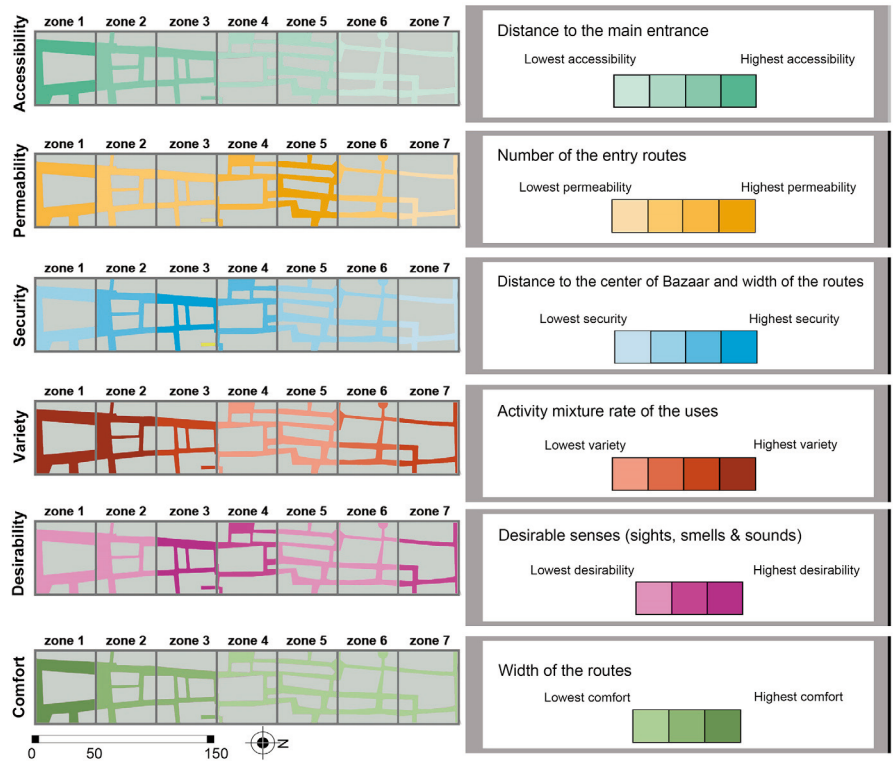 zone 1 zone 2 zone 3 zone 4 zone 5 zone 6 zone 7
Accessibility
Distance to the main entrance
Lowest accessibility Highest accessibility
zone 1 zone 2 zone 3 zone 4 zone 5 zone 6 zone 7
Permeability
Number of the entry routes
Lowest permeability Highest permeability
zone 1 zone 2 zone 3 zone 4 zone 5 zone 6 zone 7
Security
Distance to the center of Bazaar and width of the routes
Lowest security Highest security
zone 1 zone 2 zone 3 zone 4 zone 5 zone 6 zone 7
Variety
Activity mixture rate of the uses
Lowest variety Highest variety
zone 1 zone 2 zone 3 zone 4 zone 5 zone 6 zone 7
Desirability
Desirable senses (sights, smells & sounds)
Lowest desirability Highest desirability
zone 1 zone 2 zone 3 zone 4 zone 5 zone 6 zone 7
Comfort
Width of the routes
Lowest comfort Highest comfort
0 50 150 N